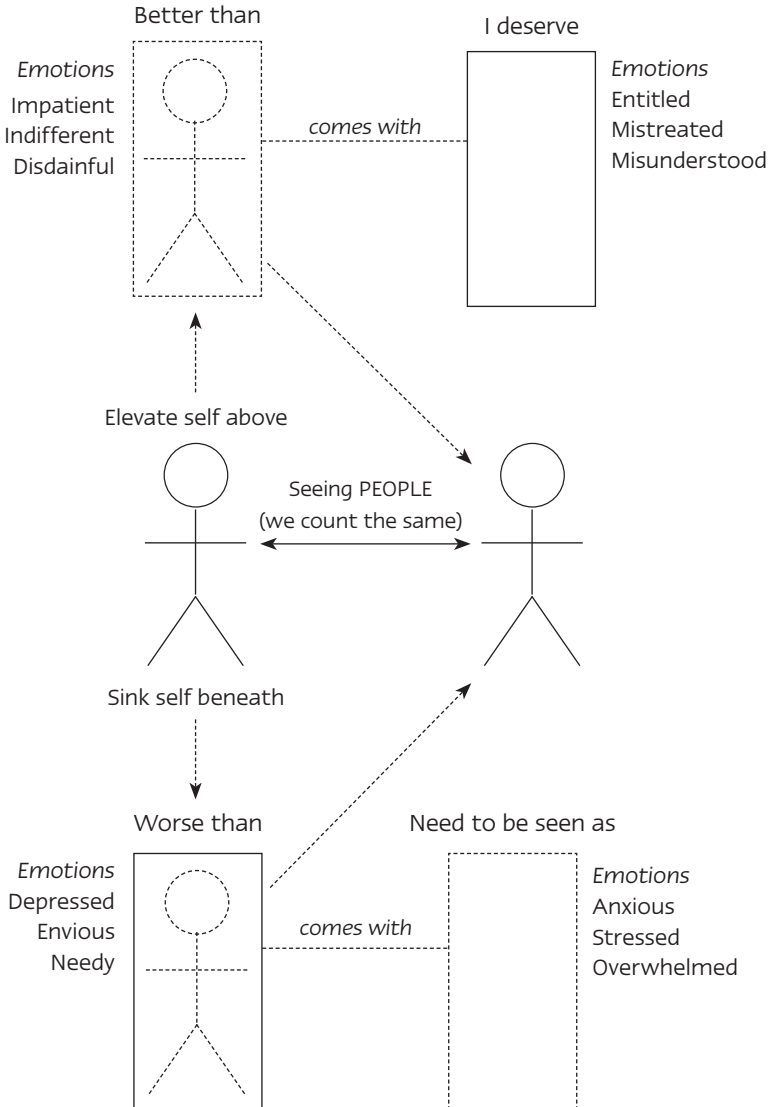 Better than
Emotions
Impatient
Indifferent
Disdainful
comes with
I deserve
Emotions
Entitled
Mistreated
Misunderstood
Elevate self above
Seeing PEOPLE
(we count the same)
Sink self beneath
Worse than
Emotions
Depressed
Envious
Needy
comes with
Need to be seen as
Emotions
Anxious
Stressed
Overwhelmed